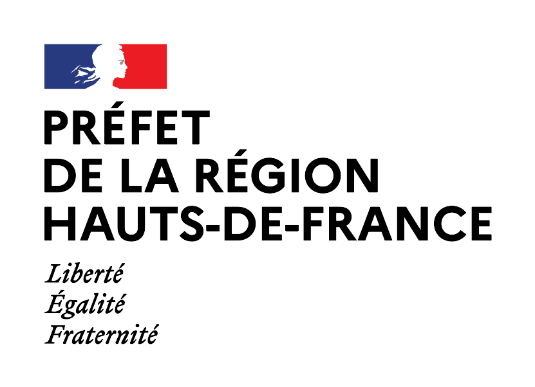 PRÉFET
DE LA RÉGION
HAUTS-DE-FRANCE
Liberté
Égalité
Fraternité